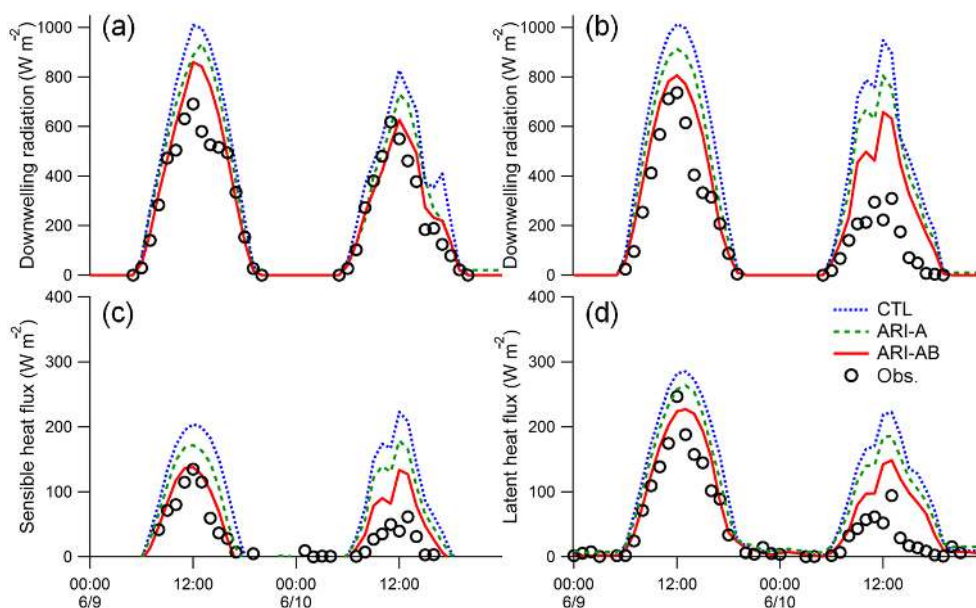 (a)
Downwelling radiation (W m⁻²)
1000
800
600
400
200
0
(b)
Downwelling radiation (W m⁻²)
1000
800
600
400
200
0
(c)
Sensible heat flux (W m⁻²)
400
300
200
100
0
00:00
6/9
12:00
00:00
6/10
12:00
(d)
Latent heat flux (W m⁻²)
400
300
200
100
0
CTL
ARI-A
ARI-AB
Obs.
00:00
6/9
12:00
00:00
6/10
12:00